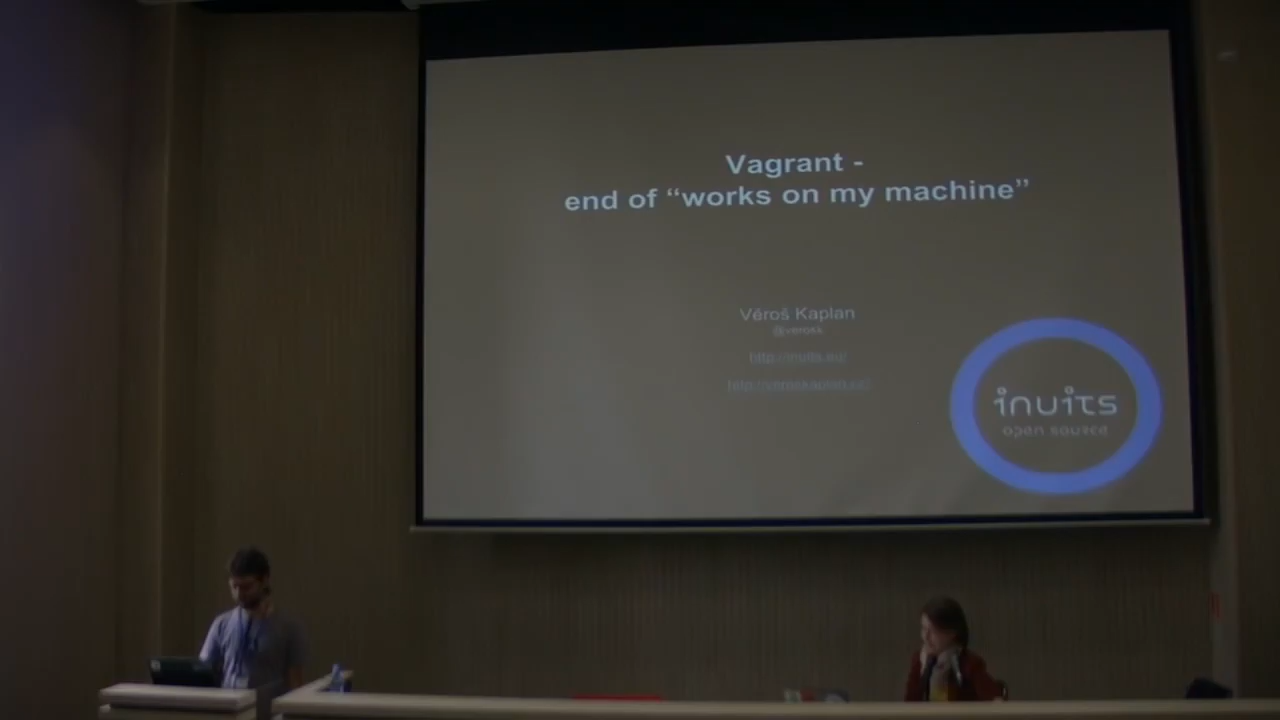 Vagrant -
end of “works on my machine”
Věroš Kaplan
@verosk
http://inuits.eu/
inuits
open source